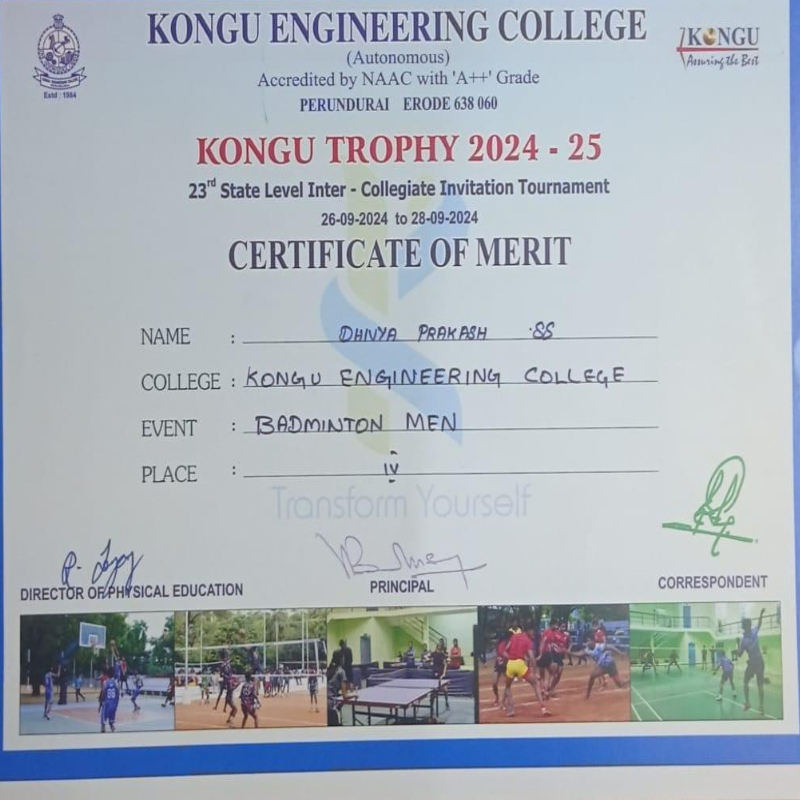 KONGU ENGINEERING COLLEGE
(Autonomous)
Accredited by NAAC with 'A++' Grade
PERUNDURAI ERODE 638 060
Estd : 1984
KONGU
Assuring the Best
KONGU TROPHY 2024 - 25
23rd State Level Inter - Collegiate Invitation Tournament
26-09-2024 to 28-09-2024
CERTIFICATE OF MERIT
NAME : DHIVYA PRAKASH .SS
COLLEGE : KONGU ENGINEERING COLLEGE
EVENT : BADMINTON MEN
PLACE : IV
Transform Yourself
DIRECTOR OF PHYSICAL EDUCATION
PRINCIPAL
CORRESPONDENT